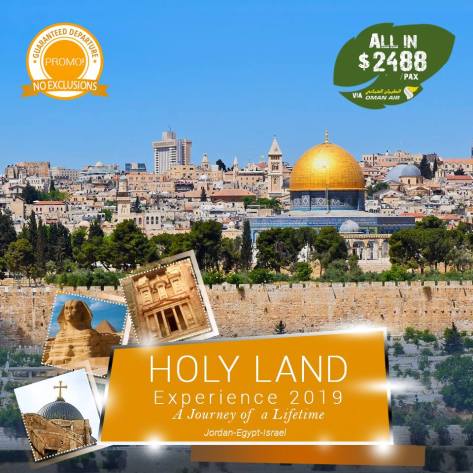 GUARANTEED DEPARTURE
PROMO!
NO EXCLUSIONS
ALL IN
$2488
/PAX
VIA
الطيران العماني
OMAN AIR
HOLY LAND
Experience 2019
A Journey of a Lifetime
Jordan-Egypt-Israel